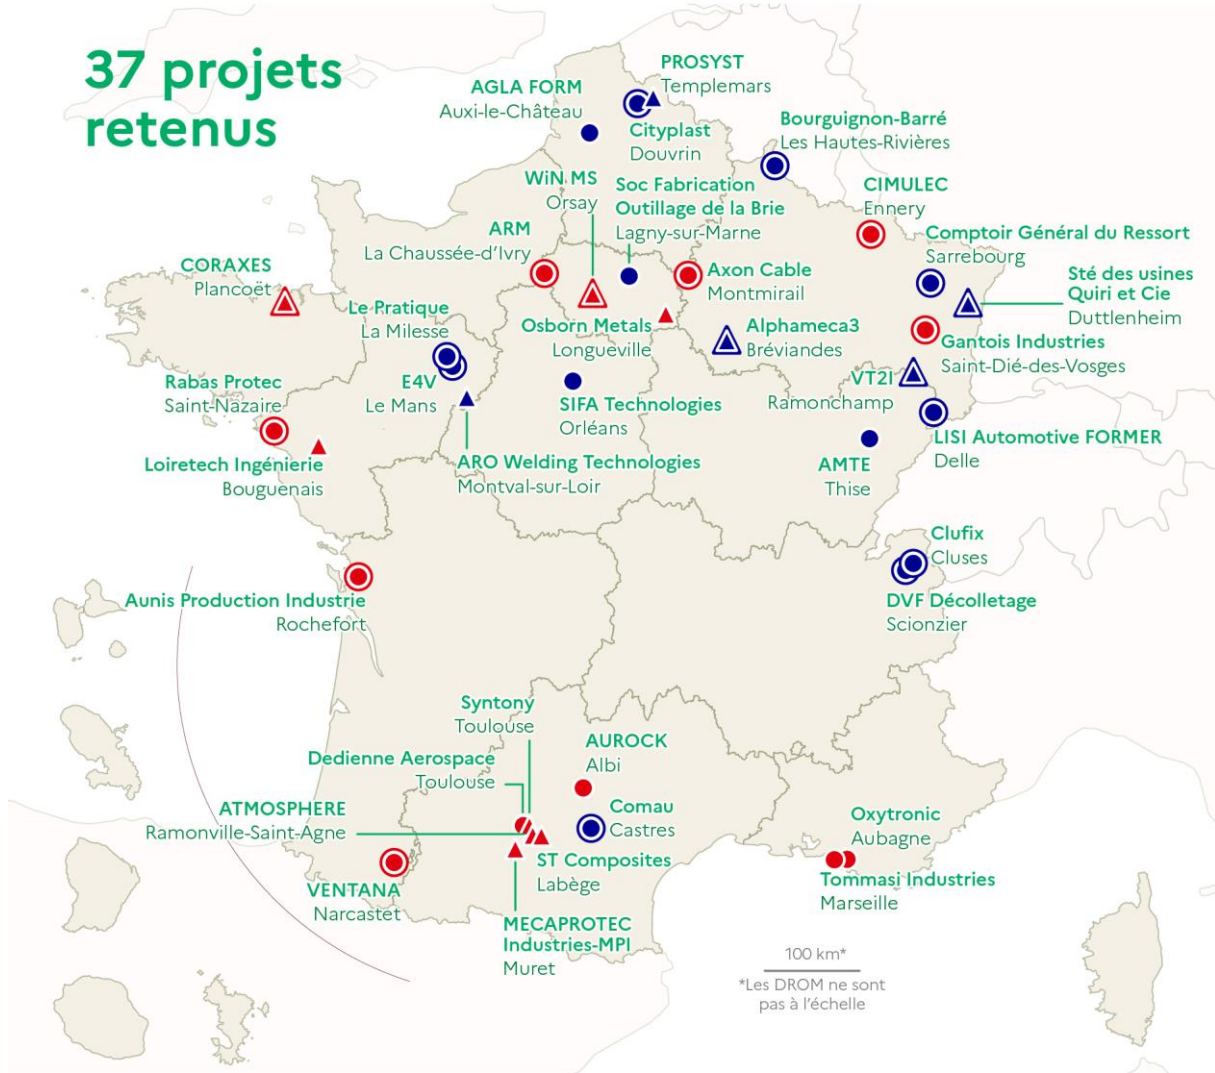 37 projets
retenus
PROSYST
Templemars
AGLA FORM
Auxi-le-Château
Cityplast
Douvrin
Bourguignon-Barré
Les Hautes-Rivières
WiN MS
Orsay
Soc Fabrication
Outillage de la Brie
Lagny-sur-Marne
CIMULEC
Ennery
ARM
La Chaussée-d'Ivry
Comptoir Général du Ressort
Sarrebourg
CORAXES
Plancoët
Axon Cable
Montmirail
Sté des usines
Quiri et Cie
Duttlenheim
Le Pratique
La Milesse
Osborn Metals
Longueville
Alphameca3
Bréviandes
Gantois Industries
Saint-Dié-des-Vosges
Rabas Protec
Saint-Nazaire
E4V
Le Mans
SIFA Technologies
Orléans
VT2I
Ramonchamp
LISI Automotive FORMER
Delle
Loiretech Ingénierie
Bouguenais
ARO Welding Technologies
Montval-sur-Loir
AMTE
Thise
Clufix
Cluses
Aunis Production Industrie
Rochefort
DVF Décolletage
Scionzier
Syntony
Toulouse
AUROCK
Albi
Dedienne Aerospace
Toulouse
ATMOSPHERE
Ramonville-Saint-Agne
Comau
Castres
Oxytronic
Aubagne
ST Composites
Labège
Tommasi Industries
Marseille
VENTANA
Narcastet
MECAPROTEC
Industries-MPI
Muret
100 km*
*Les DROM ne sont
pas à l'échelle